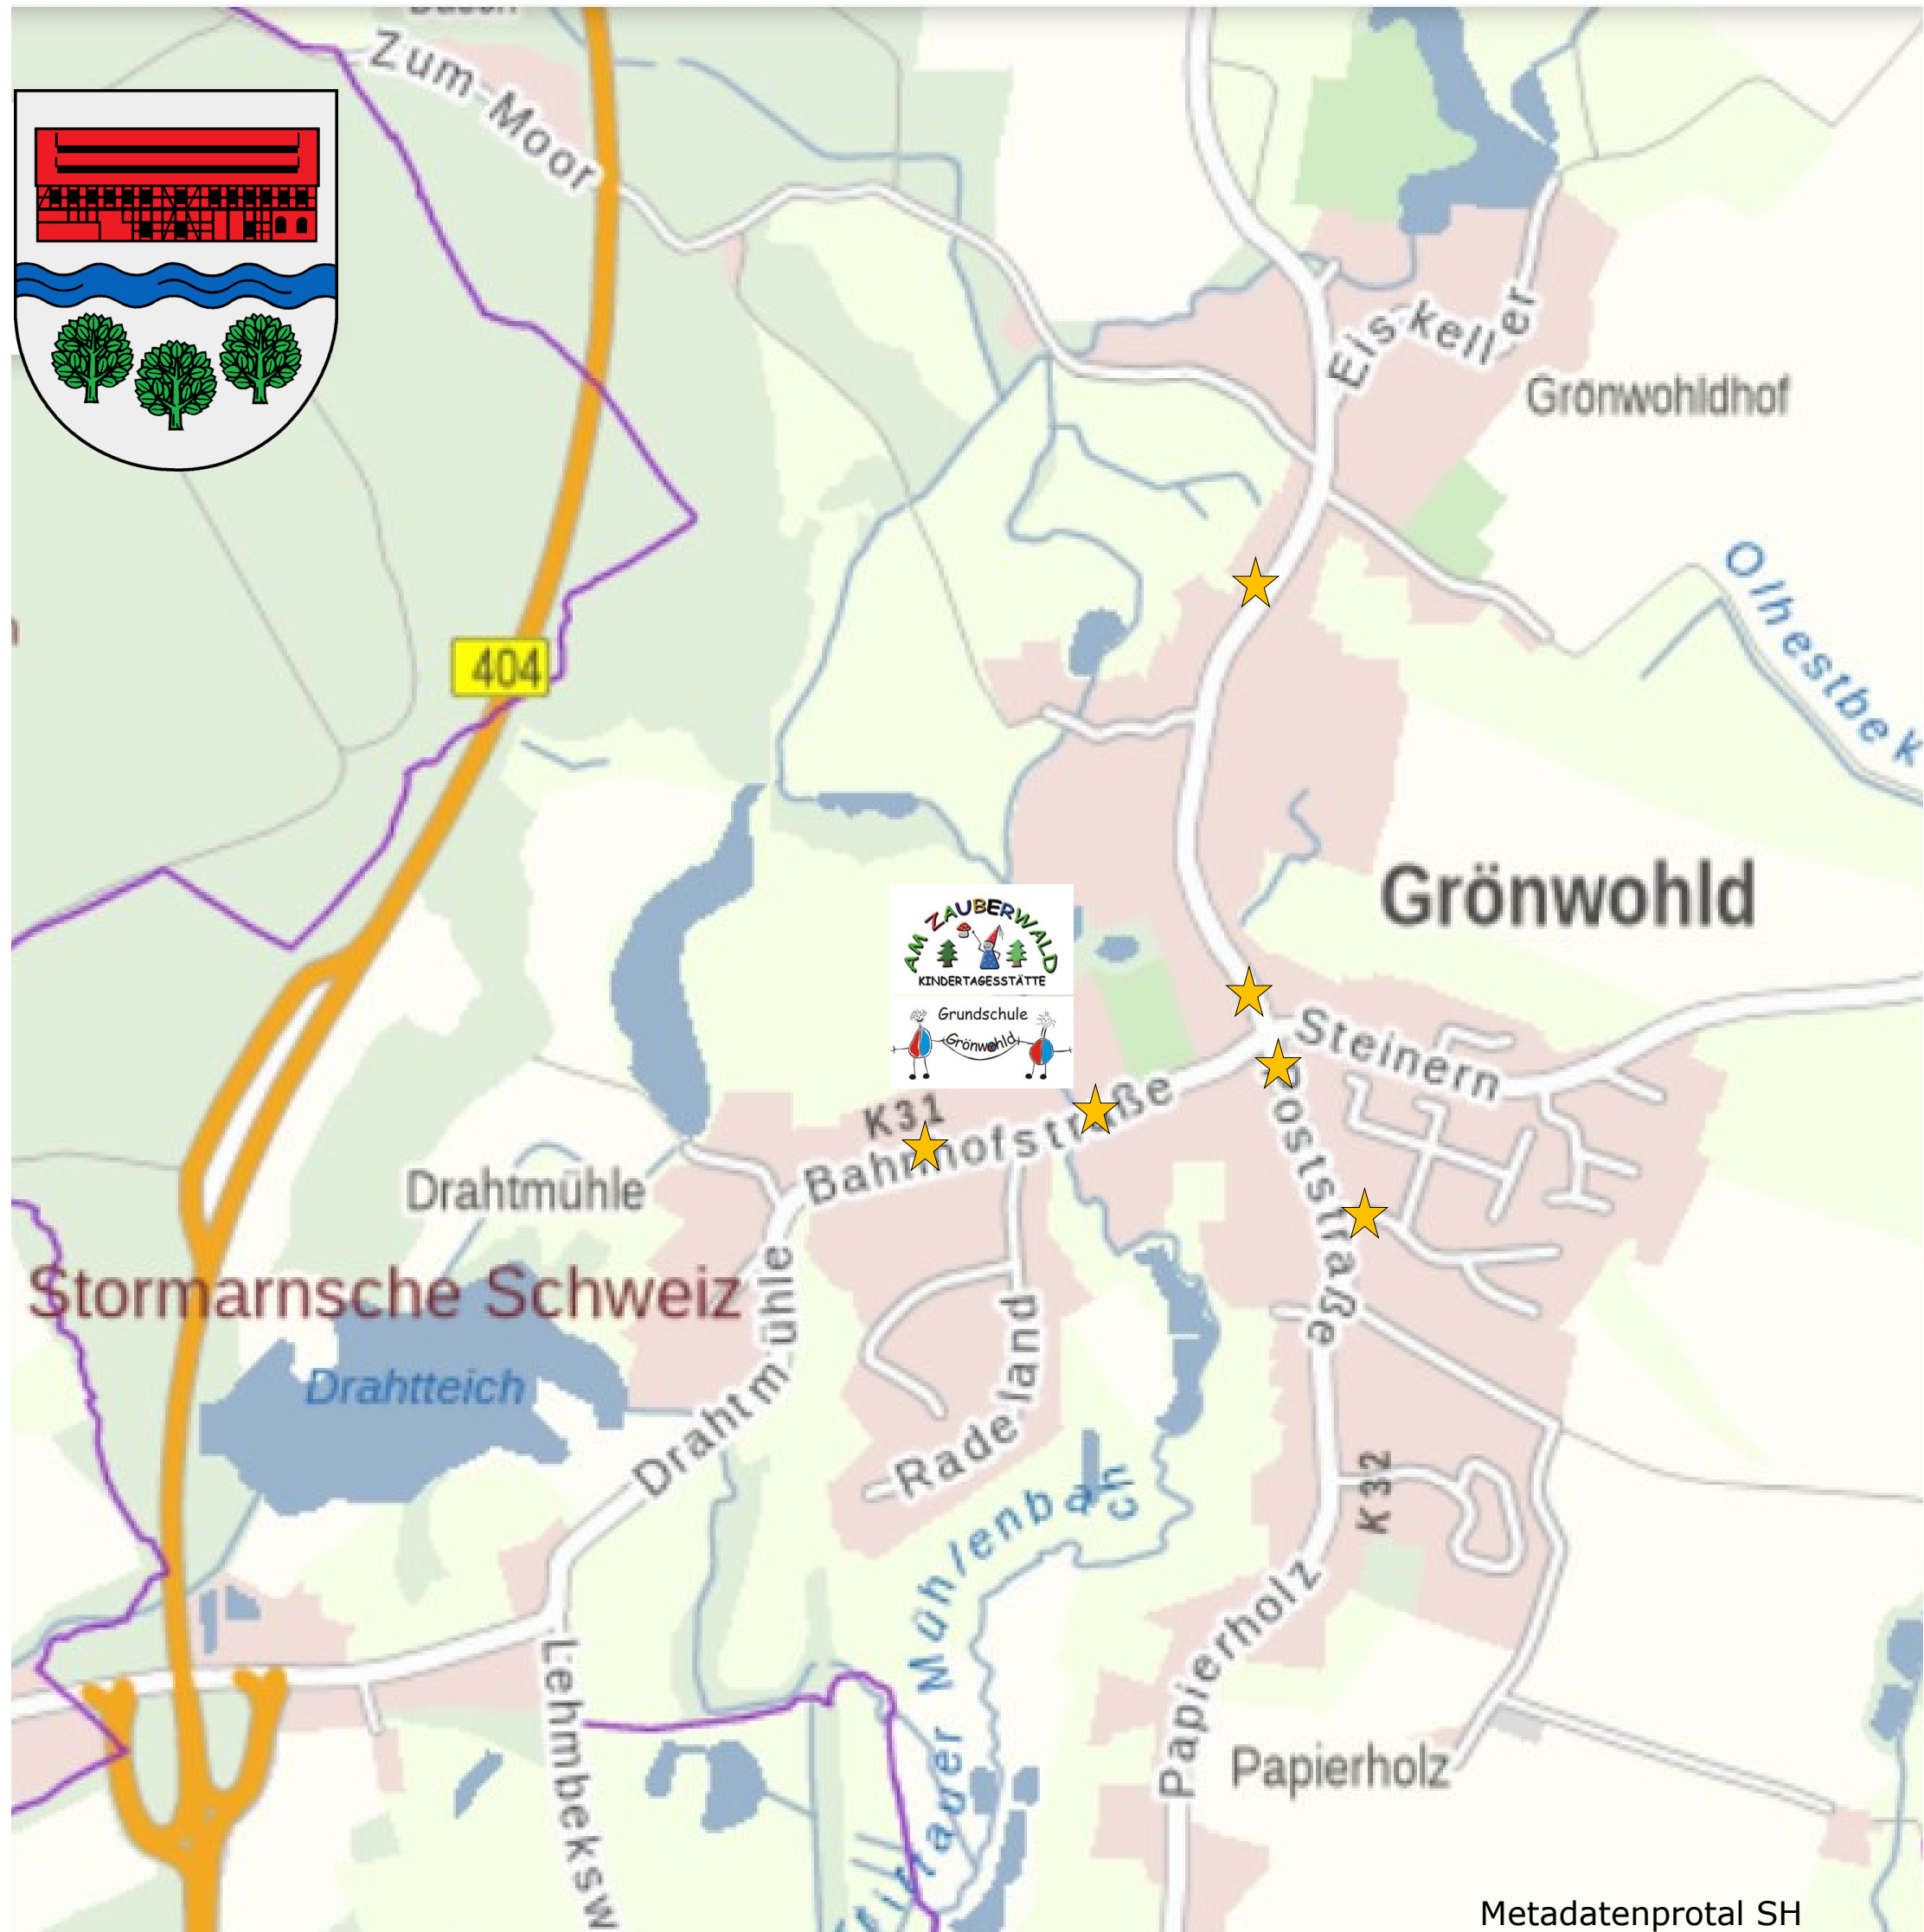 Zum-Moor
Eiskeller
Grönwohldhof
Olhestbek
404
Grönwohld
AM ZAUBERWALD
KINDERTAGESSTÄTTE
Grundschule
Grönwohld
Steinern
K31
Bahnhofstraße
Poststraße
Drahtmühle
Stormarnsche Schweiz
Drahtmühle
Drahtteich
Radeland
K32
Mühlenbach
Papierholz
Lehmbeksw
Papierholz
Metadatenprotal SH